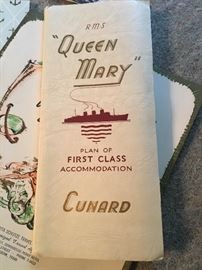 RMS
"QUEEN
MARY"
PLAN OF
FIRST CLASS
ACCOMMODATION
CUNARD